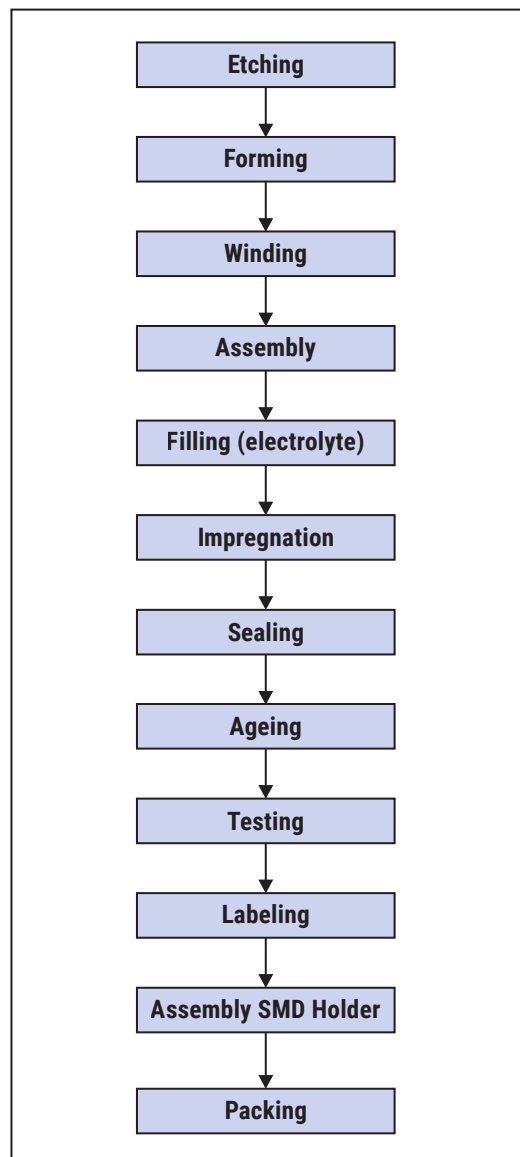 Etching
Forming
Winding
Assembly
Filling (electrolyte)
Impregnation
Sealing
Ageing
Testing
Labeling
Assembly SMD Holder
Packing